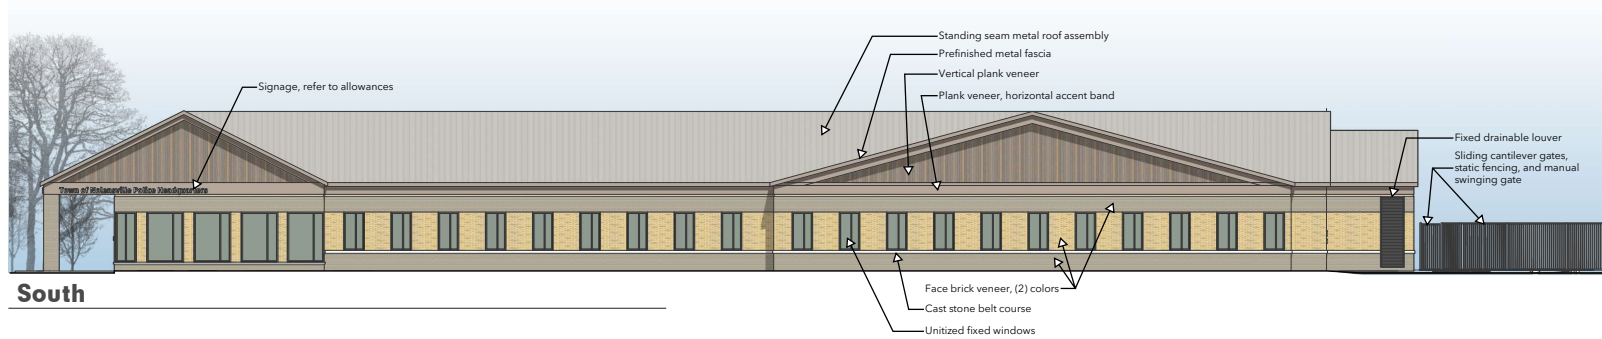 Standing seam metal roof assembly
Prefinished metal fascia
Vertical plank veneer
Plank veneer, horizontal accent band
Signage, refer to allowances
Fixed drainable louver
Sliding cantilever gates,
static fencing, and manual
swinging gate
Town of Nolensville Police Headquarters
Face brick veneer, (2) colors
Cast stone belt course
Unitized fixed windows
South